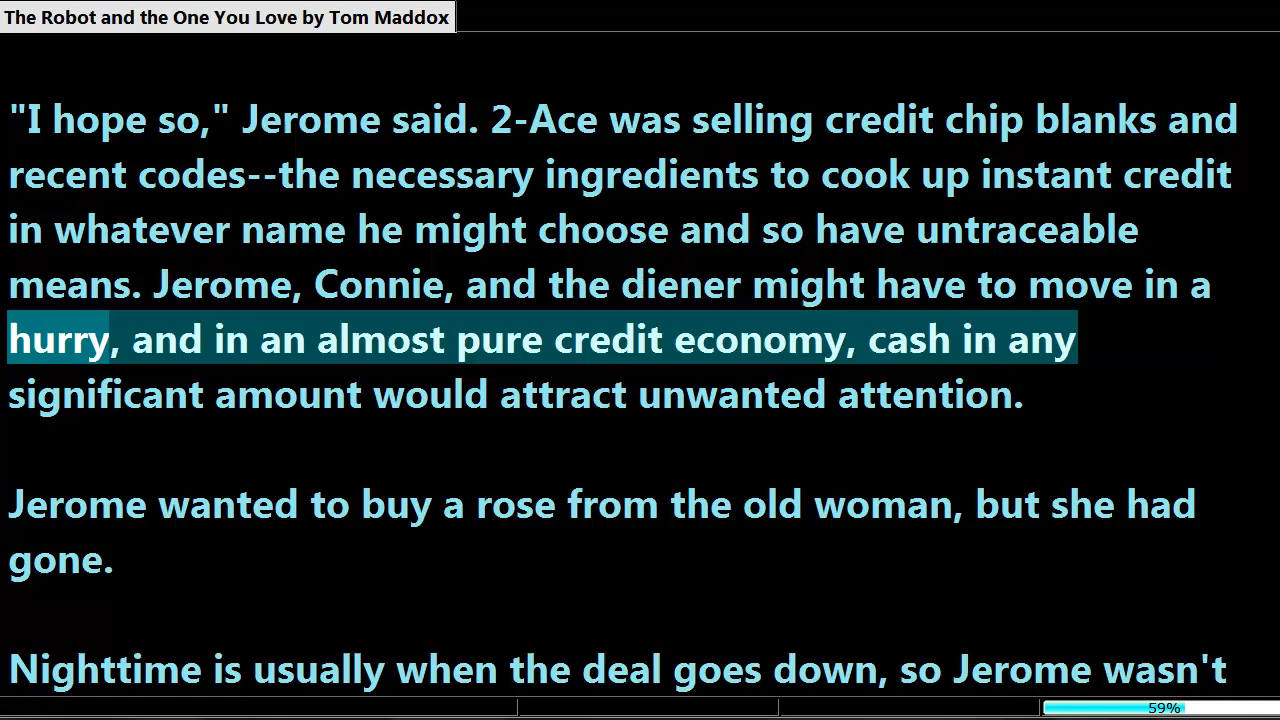 The Robot and the One You Love by Tom Maddox
"I hope so," Jerome said. 2-Ace was selling credit chip blanks and
recent codes--the necessary ingredients to cook up instant credit
in whatever name he might choose and so have untraceable
means. Jerome, Connie, and the diener might have to move in a
hurry, and in an almost pure credit economy, cash in any
significant amount would attract unwanted attention.
Jerome wanted to buy a rose from the old woman, but she had
gone.
Nighttime is usually when the deal goes down, so Jerome wasn't
59%